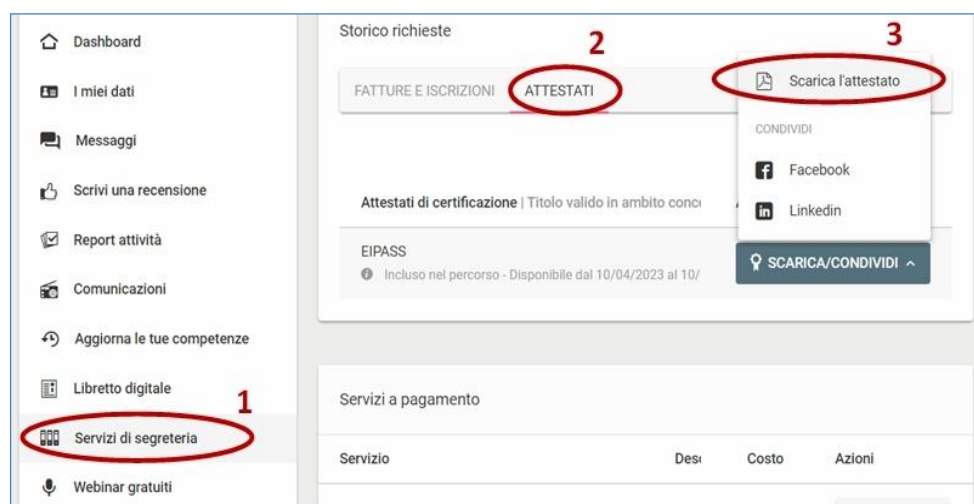 Dashboard
I miei dati
Messaggi
Scrivi una recensione
Report attività
Comunicazioni
Aggiorna le tue competenze
Libretto digitale
1
Servizi di segreteria
Webinar gratuiti
Storico richieste
2
3
FATTURE E ISCRIZIONI ATTESTATI
Scarica l'attestato
CONDIVIDI
Facebook
Linkedin
Attestati di certificazione | Titolo valido in ambito
EIPASS
Incluso nel percorso - Disponibile dal 10/04/2023 al 10/
SCARICA/CONDIVIDI
Servizi a pagamento
Servizio Costo Azioni